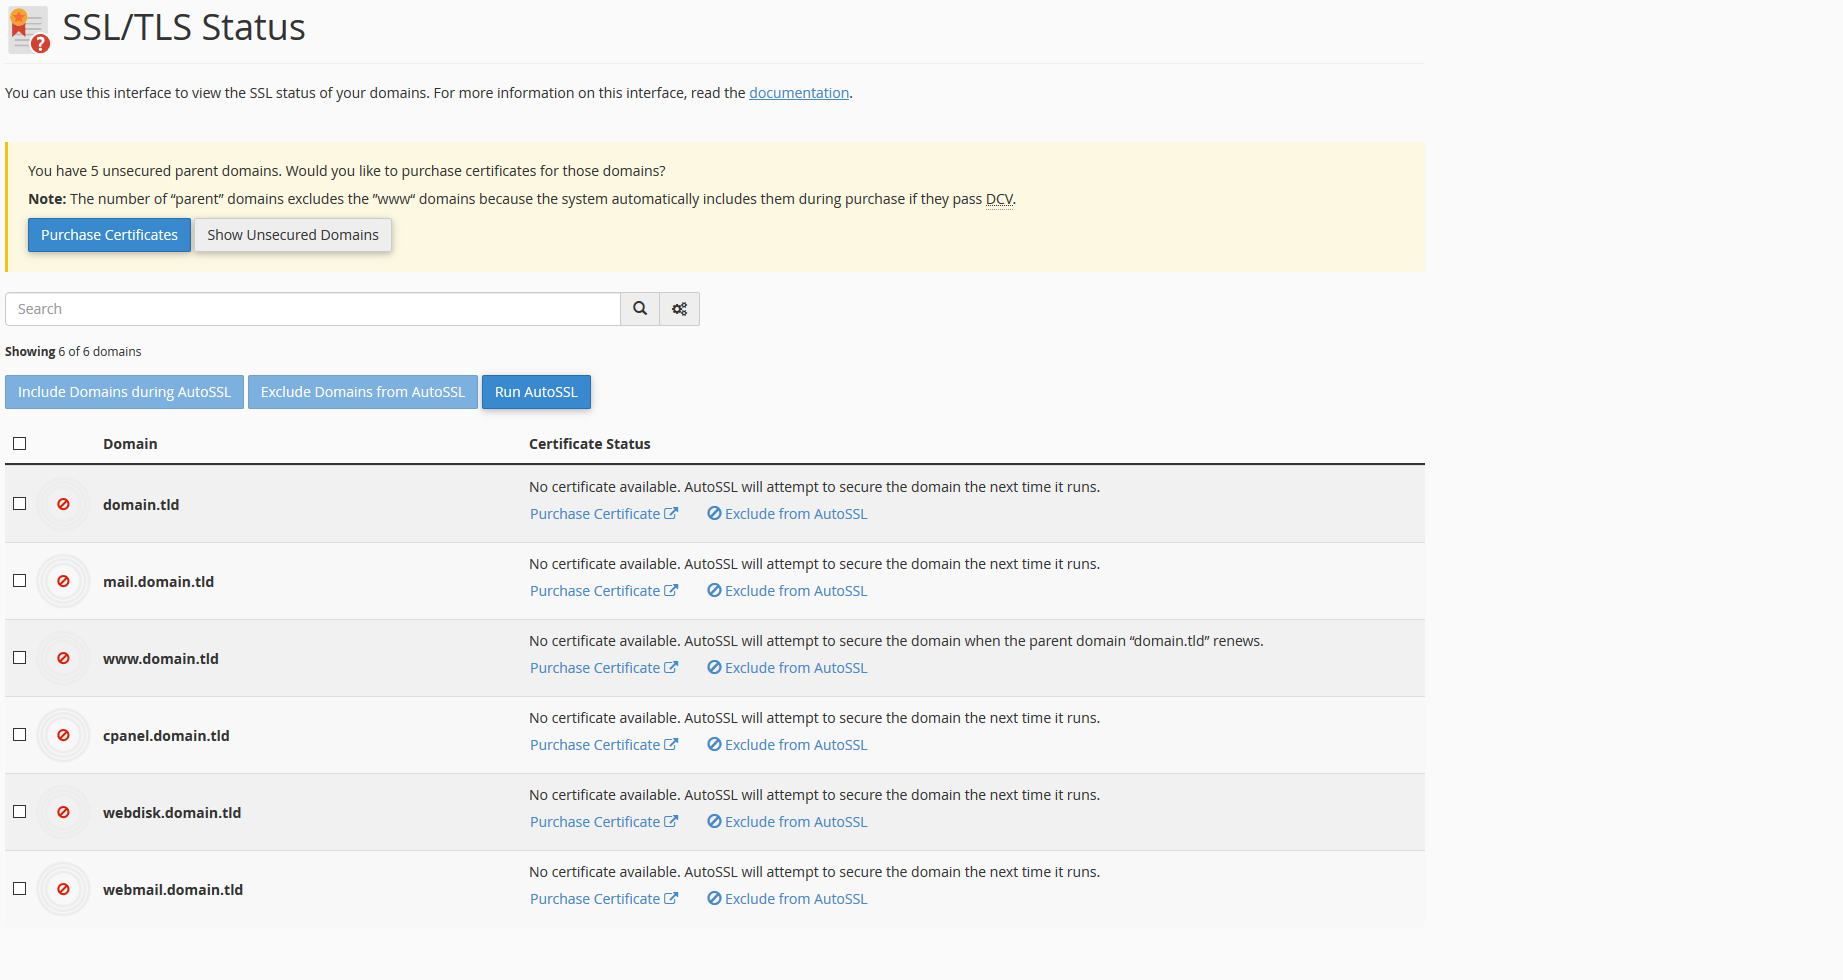 SSL/TLS Status
You can use this interface to view the SSL status of your domains. For more information on this interface, read the documentation.
You have 5 unsecured parent domains. Would you like to purchase certificates for those domains?
Note: The number of “parent” domains excludes the ”www“ domains because the system automatically includes them during purchase if they pass DCV.
Purchase Certificates Show Unsecured Domains
Search
Showing 6 of 6 domains
Include Domains during AutoSSL Exclude Domains from AutoSSL Run AutoSSL
Domain Certificate Status
No certificate available. AutoSSL will attempt to secure the domain the next time it runs.
domain.tld
Purchase Certificate Exclude from AutoSSL
No certificate available. AutoSSL will attempt to secure the domain the next time it runs.
mail.domain.tld
Purchase Certificate Exclude from AutoSSL
No certificate available. AutoSSL will attempt to secure the domain when the parent domain “domain.tld” renews.
www.domain.tld
Purchase Certificate Exclude from AutoSSL
No certificate available. AutoSSL will attempt to secure the domain the next time it runs.
cpanel.domain.tld
Purchase Certificate Exclude from AutoSSL
No certificate available. AutoSSL will attempt to secure the domain the next time it runs.
webdisk.domain.tld
Purchase Certificate Exclude from AutoSSL
No certificate available. AutoSSL will attempt to secure the domain the next time it runs.
webmail.domain.tld
Purchase Certificate Exclude from AutoSSL